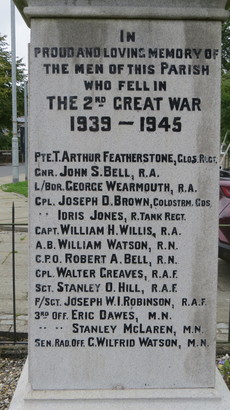 IN
PROUD AND LOVING MEMORY OF
THE MEN OF THIS PARISH
WHO FELL IN
THE 2ND GREAT WAR
1939 — 1945
PTE. T. ARTHUR FEATHERSTONE, GLOS. REGT.
GNR. JOHN S. BELL, R.A.
L/BDR. GEORGE WEARMOUTH, R.A.
CPL. JOSEPH D. BROWN, COLDSTRM. GDS.
" IDRIS JONES, R. TANK REGT.
CAPT. WILLIAM H. WILLIS, R.A.
A.B. WILLIAM WATSON, R.N.
C.P.O. ROBERT A. BELL, R.N.
CPL. WALTER GREAVES, R.A.F.
SGT. STANLEY O. HILL, R.A.F.
F/SGT. JOSEPH W. I. ROBINSON, R.A.F.
3RD OFF. ERIC DAWES, M.N.
" " STANLEY McLAREN, M.N.
SEN. RAD. OFF. G. WILFRID WATSON, M.N.